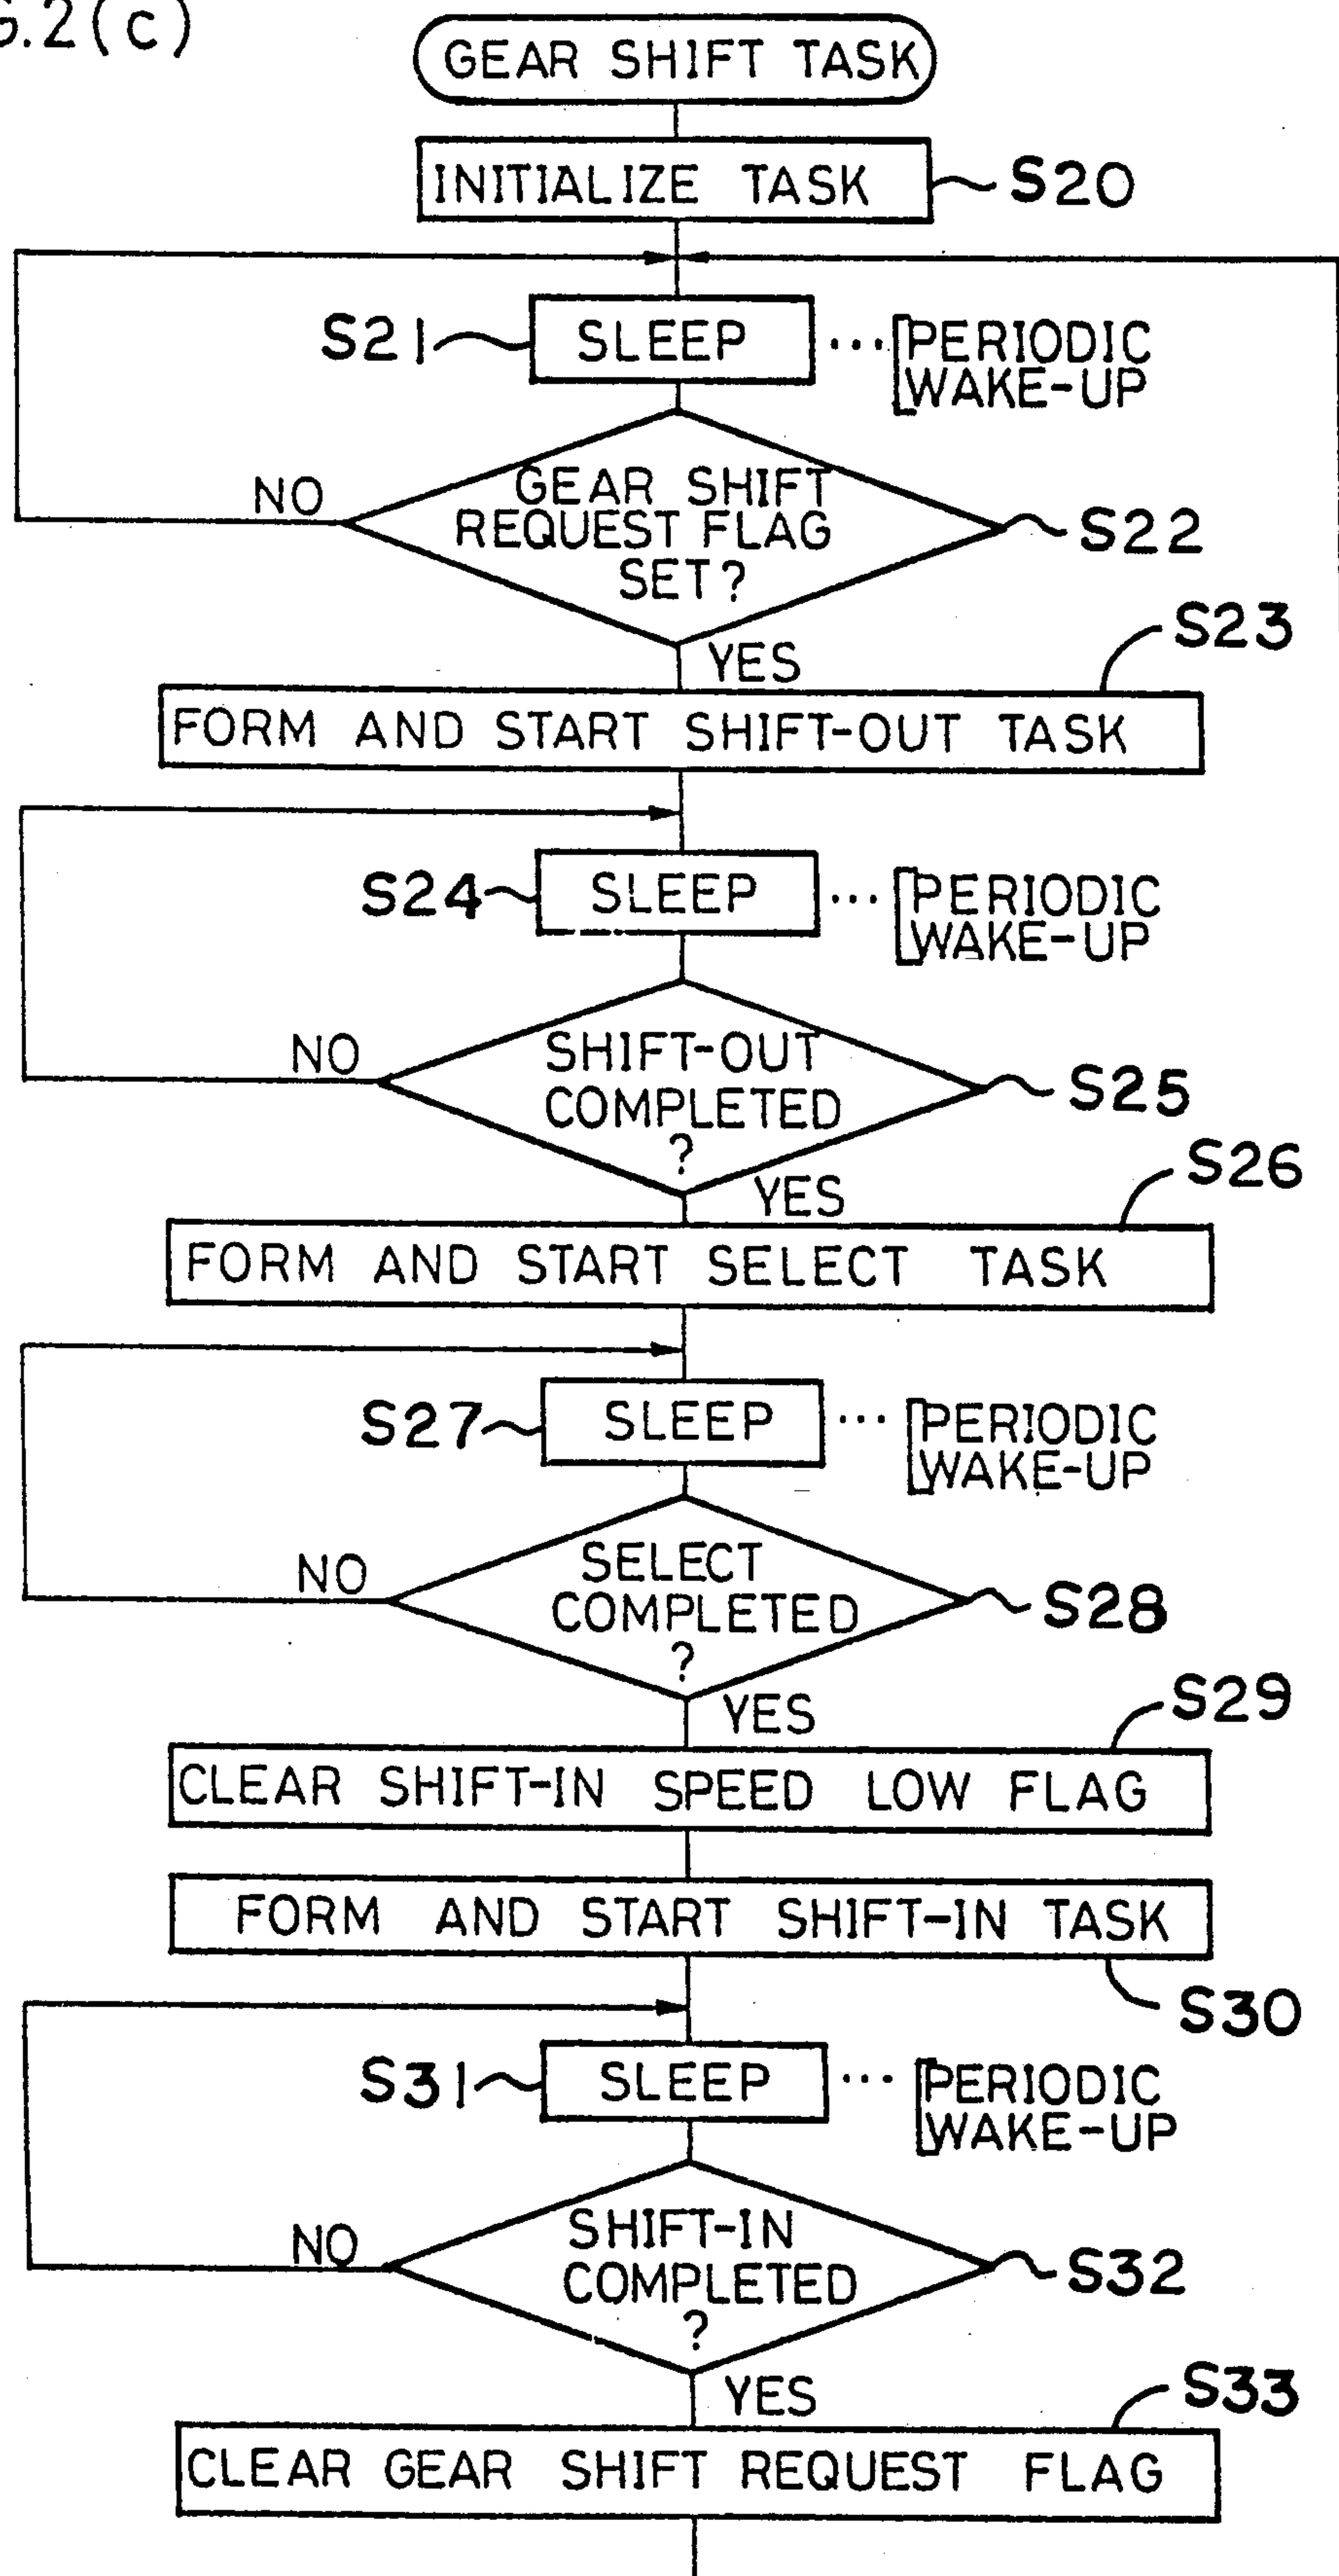 G.2(c)
GEAR SHIFT TASK
INITIALIZE TASK
S20
S21
SLEEP
... PERIODIC
WAKE-UP
NO
GEAR SHIFT
REQUEST FLAG
SET?
S22
YES
S23
FORM AND START SHIFT-OUT TASK
S24
SLEEP
... PERIODIC
WAKE-UP
NO
SHIFT-OUT
COMPLETED
?
S25
YES
S26
FORM AND START SELECT TASK
S27
SLEEP
... PERIODIC
WAKE-UP
NO
SELECT
COMPLETED
?
S28
YES
S29
CLEAR SHIFT-IN SPEED LOW FLAG
FORM AND START SHIFT-IN TASK
S30
S31
SLEEP
... PERIODIC
WAKE-UP
NO
SHIFT-IN
COMPLETED
?
S32
YES
S33
CLEAR GEAR SHIFT REQUEST FLAG